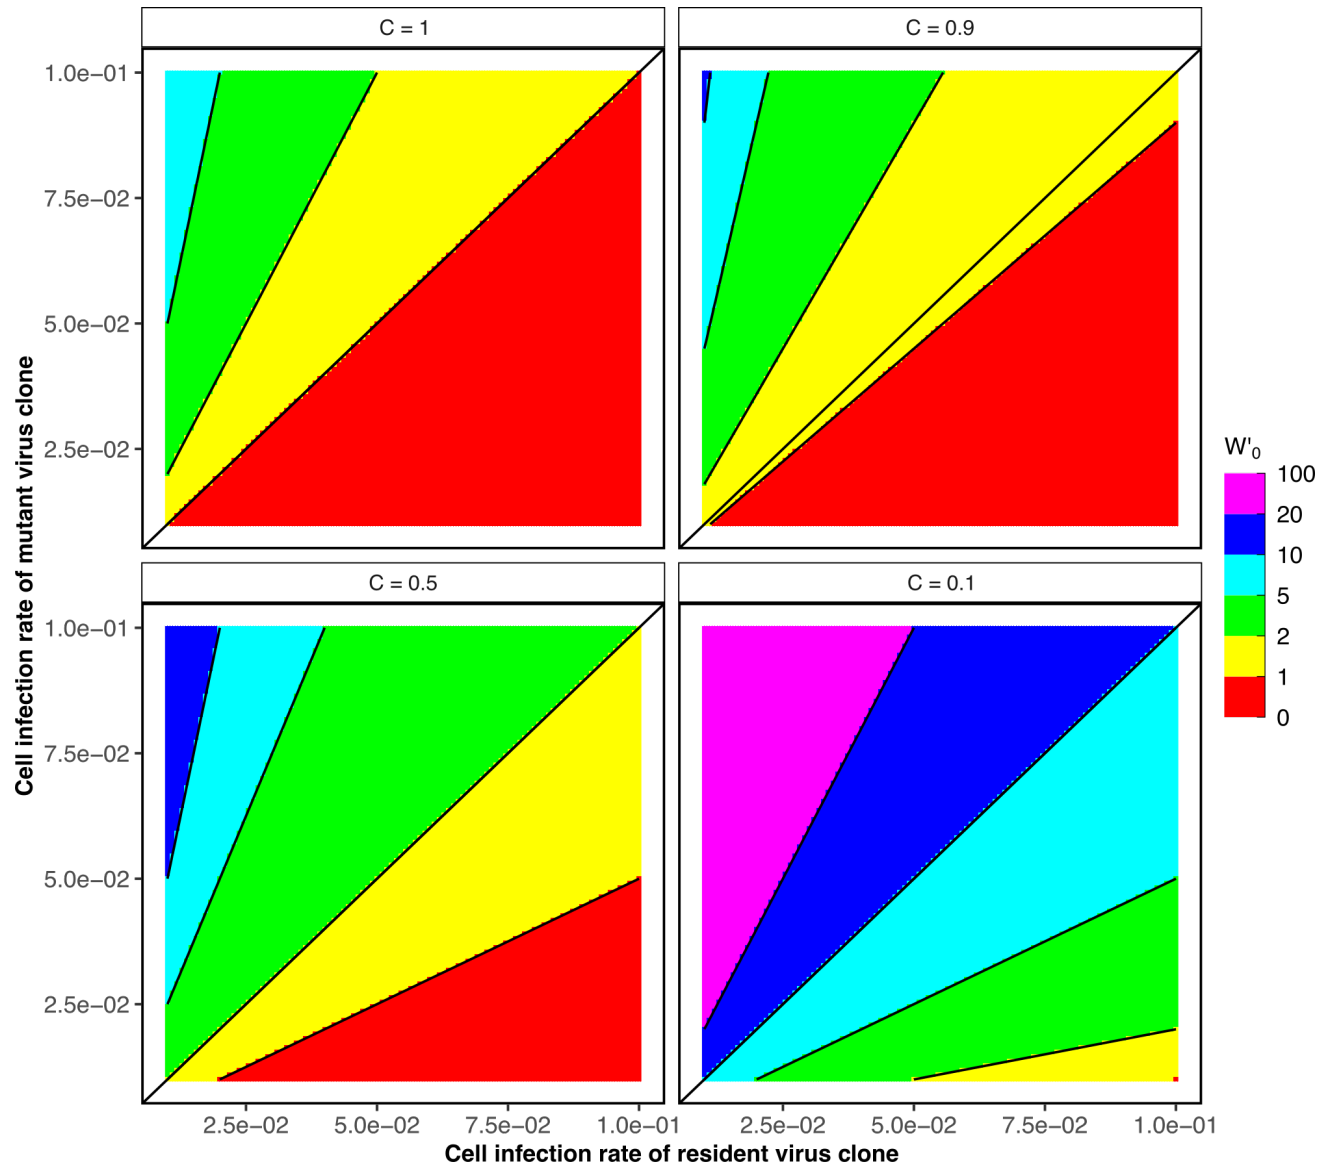 C = 1
C = 0.9
1.0e−01
7.5e−02
5.0e−02
2.5e−02
C = 0.5
C = 0.1
1.0e−01
7.5e−02
5.0e−02
2.5e−02
2.5e−02 5.0e−02 7.5e−02 1.0e−01
2.5e−02 5.0e−02 7.5e−02 1.0e−01
Cell infection rate of resident virus clone
Cell infection rate of mutant virus clone
W'₀
100
20
10
5
2
1
0